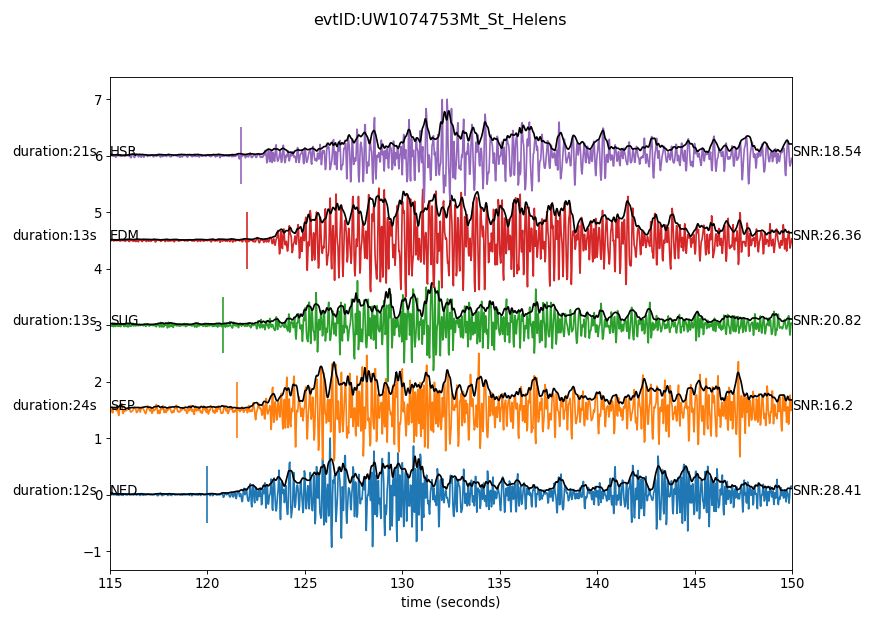 evtID:UW1074753Mt_St_Helens
7
duration:21s HSR SNR:18.54
6
5
duration:13s EDM SNR:26.36
4
duration:13s SUG SNR:20.82
3
2
duration:24s SEP SNR:16.2
1
duration:12s NED SNR:28.41
0
−1
115 120 125 130 135 140 145 150
time (seconds)